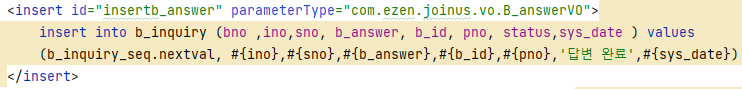 <insert id="insertb_answer" parameterType="com.ezen.joinus.vo.B_answerVO">
insert into b_inquiry (bno ,ino,sno, b_answer, b_id, pno, status,sys_date ) values
(b_inquiry_seq.nextval, #{ino},#{sno},#{b_answer},#{b_id},#{pno},'답변 완료',#{sys_date})
</insert>